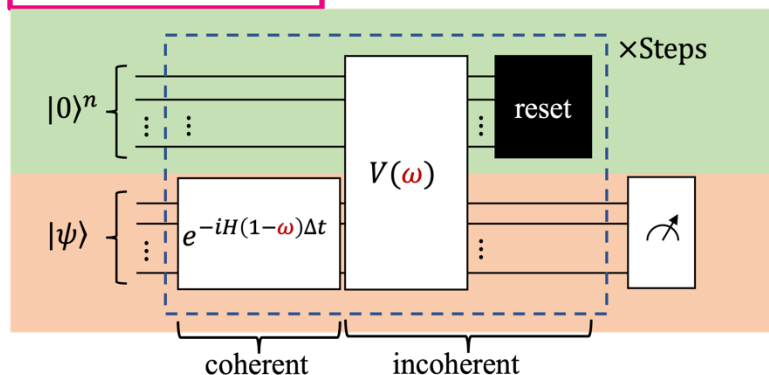 ×Steps
|0⟩ⁿ
reset
V(ω)
|ψ⟩
e^{-iH(1-ω)Δt}
coherent
incoherent